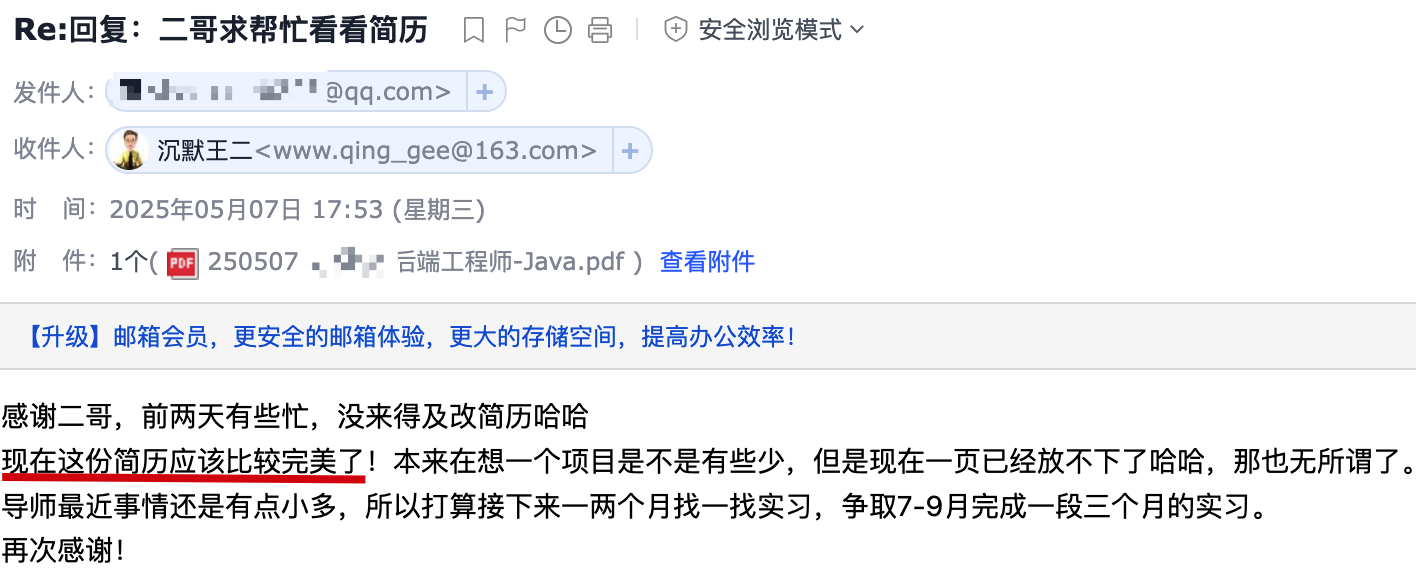 Re:回复：二哥求帮忙看看简历 安全浏览模式
发件人： @qq.com> +
收件人： 沉默王二<www.qing_gee@163.com> +
时 间： 2025年05月07日 17:53 (星期三)
附 件： 1个( PDF 250507 后端工程师-Java.pdf ) 查看附件
【升级】邮箱会员，更安全的邮箱体验，更大的存储空间，提高办公效率！
感谢二哥，前两天有些忙，没来得及改简历哈哈
现在这份简历应该比较完美了！本来在想一个项目是不是有些少，但是现在一页已经放不下了哈哈，那也无所谓了。
导师最近事情还是有点小多，所以打算接下来一两个月找一找实习，争取7-9月完成一段三个月的实习。
再次感谢！